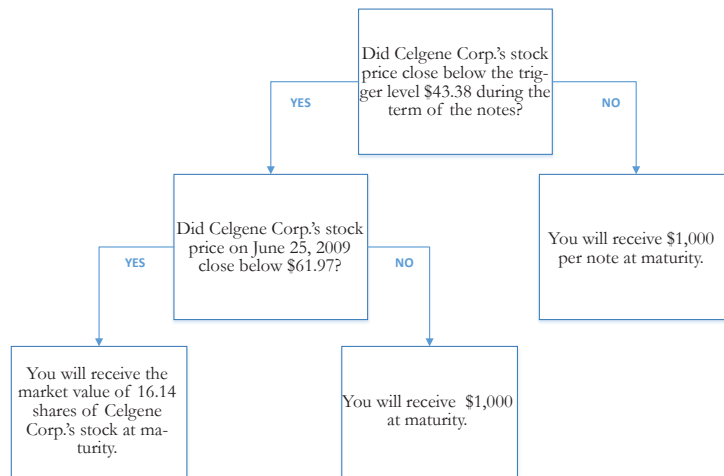 Did Celgene Corp.'s stock
price close below the trig-
ger level $43.38 during the
term of the notes?
YES
NO
Did Celgene Corp.'s stock
price on June 25, 2009
close below $61.97?
You will receive $1,000
per note at maturity.
YES
NO
You will receive the
market value of 16.14
shares of Celgene
Corp.'s stock at ma-
turity.
You will receive $1,000
at maturity.